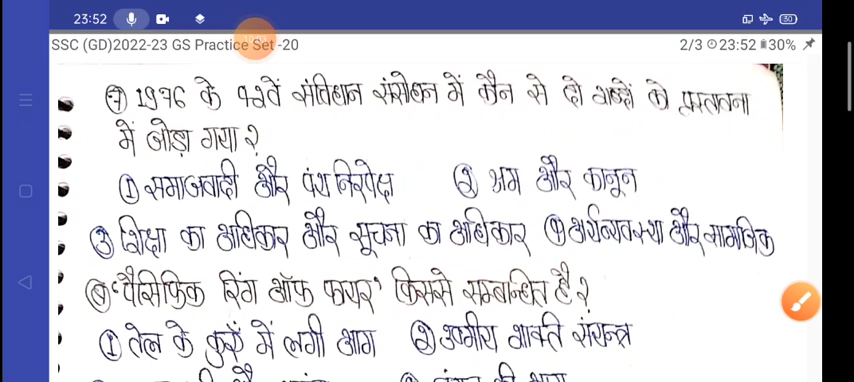 23:52 30
SSC (GD)2022-23 GS Practice Set -20 2/3 23:52 30%
⑦ 1976 के 42वें संविधान संसोधन में कौन से दो शब्दों को प्रस्तावना
में जोड़ा गया ?
① समाजवादी और पंथ निरपेक्ष ② श्रम और कानून
③ शिक्षा का अधिकार और सूचना का अधिकार ④ अर्थव्यवस्था और सामाजिक
⑧ 'पैसिफिक रिंग ऑफ फायर' किससे सम्बन्धित है ?
① तेल के कुएँ में लगी आग ② उष्मीय शक्ति संयन्त्र